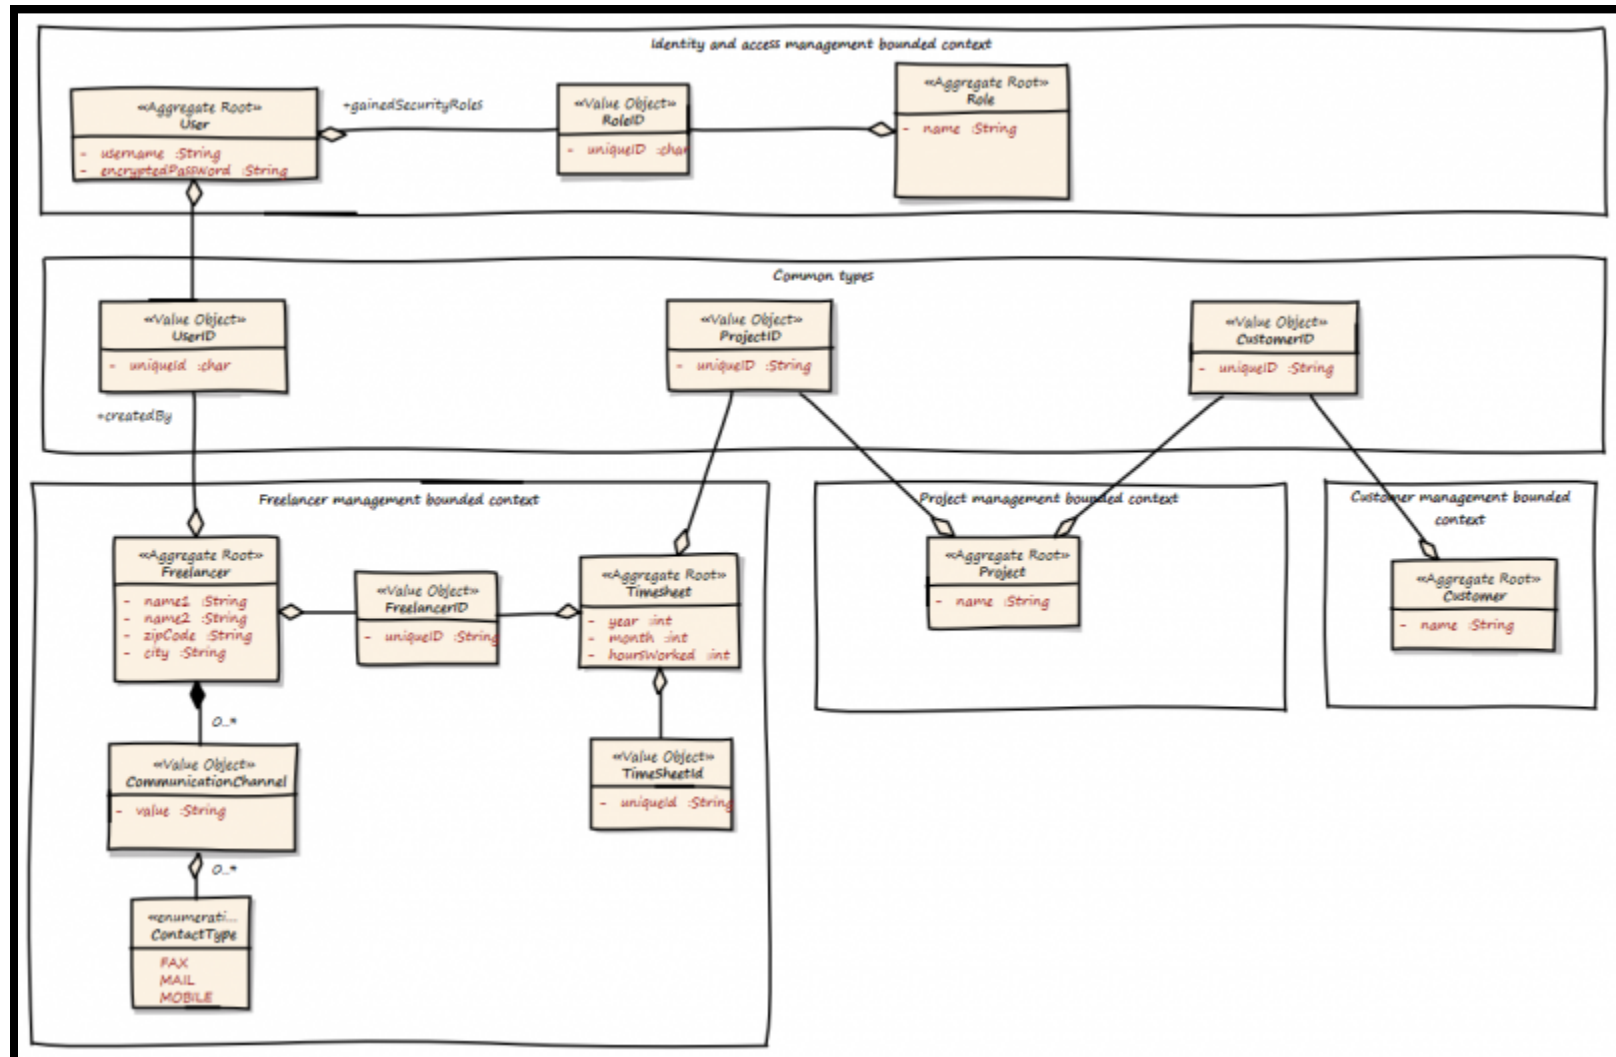 Identity and access management bounded context
«Aggregate Root»
User
- username :String
- encryptedPassword :String
+gainedSecurityRoles
«Value Object»
RoleID
- uniqueID :char
«Aggregate Root»
Role
- name :String
Common types
«Value Object»
UserID
- uniqueId :char
+createdBy
«Value Object»
ProjectID
- uniqueID :String
«Value Object»
CustomerID
- uniqueID :String
Freelancer management bounded context
«Aggregate Root»
Freelancer
- name1 :String
- name2 :String
- zipCode :String
- city :String
«Value Object»
FreelancerID
- uniqueID :String
«Aggregate Root»
Timesheet
- year :int
- month :int
- hoursWorked :int
0..*
«Value Object»
CommunicationChannel
- value :String
0..*
«enumerati...
ContactType
FAX
MAIL
MOBILE
«Value Object»
TimeSheetId
- uniqueId :String
Project management bounded context
«Aggregate Root»
Project
- name :String
Customer management bounded
context
«Aggregate Root»
Customer
- name :String